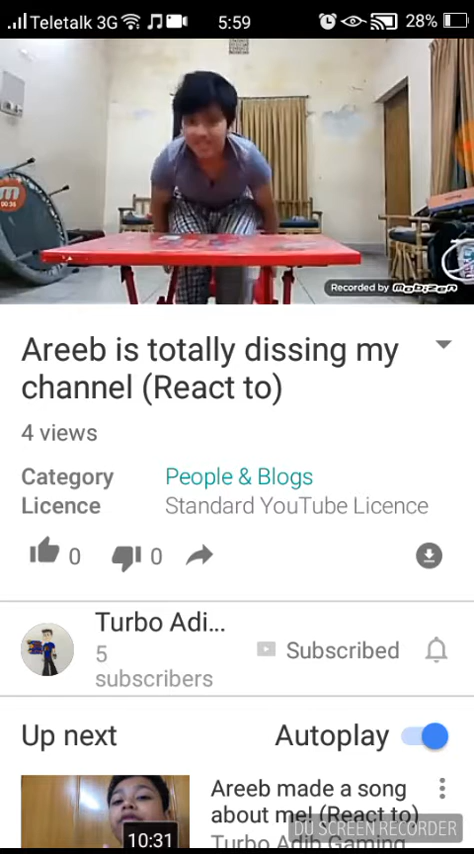 Teletalk 3G 5:59 28%
00:36
Recorded by mobizen
Areeb is totally dissing my
channel (React to)
4 views
Category People & Blogs
Licence Standard YouTube Licence
0 0
Turbo Adi...
5
subscribers
Subscribed
Up next Autoplay
10:31
Areeb made a song
about me! (React to)
Turbo Adib Gaming
DU SCREEN RECORDER